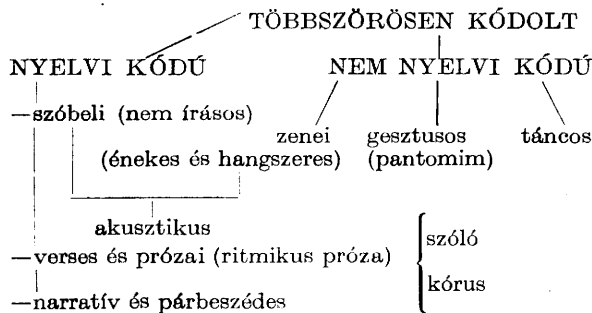 TÖBBSZÖRÖSEN KÓDOLT
NYELVI KÓDÚ NEM NYELVI KÓDÚ
—szóbeli (nem írásos)
zenei gesztusos táncos
(énekes és hangszeres) (pantomim)
akusztikus
—verses és prózai (ritmikus próza) szóló
kórus
—narratív és párbeszédes